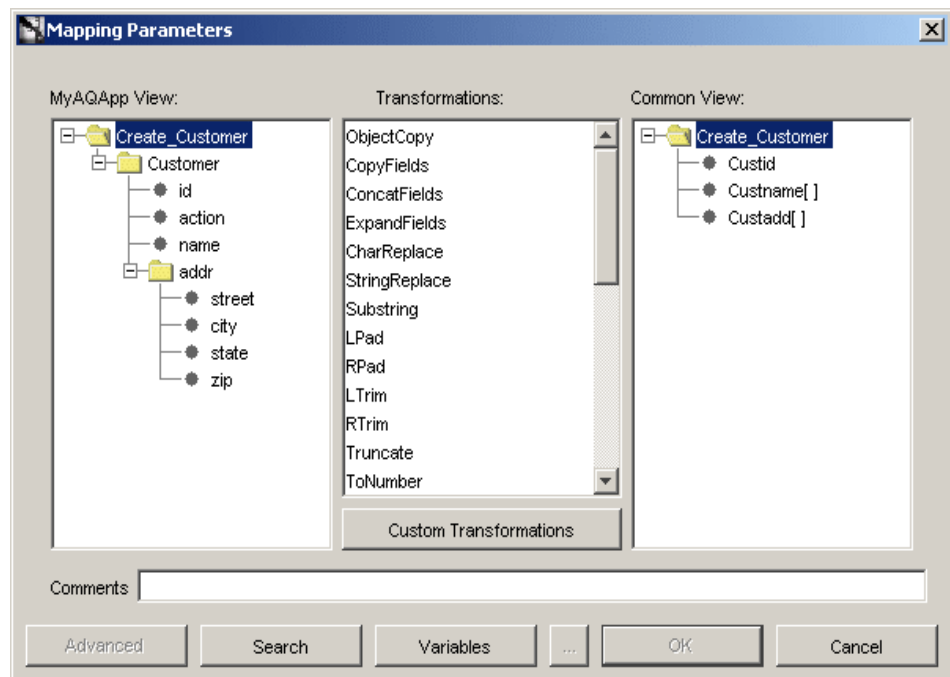 Mapping Parameters
MyAQApp View:
Transformations:
Common View:
Create_Customer
Customer
id
action
name
addr
street
city
state
zip
ObjectCopy
CopyFields
ConcatFields
ExpandFields
CharReplace
StringReplace
Substring
LPad
RPad
LTrim
RTrim
Truncate
ToNumber
Custom Transformations
Create_Customer
Custid
Custname[ ]
Custadd[ ]
Comments
Advanced
Search
Variables
...
OK
Cancel